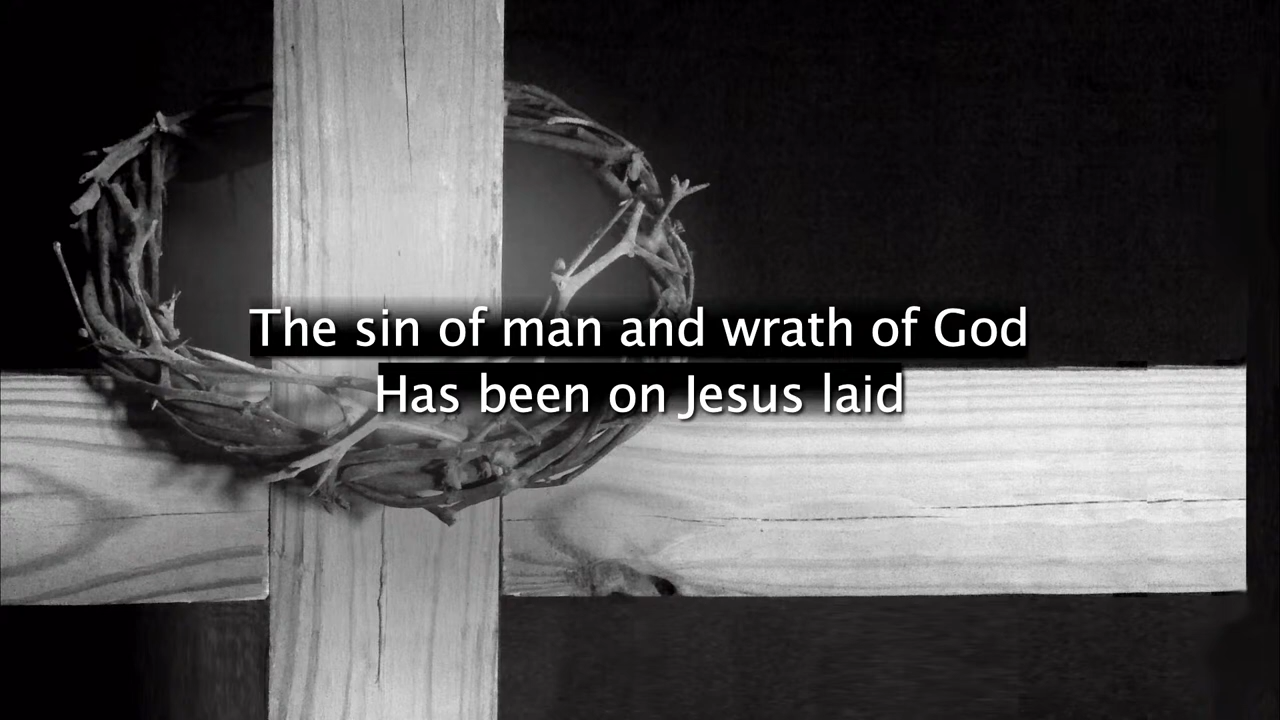 The sin of man and wrath of God
Has been on Jesus laid